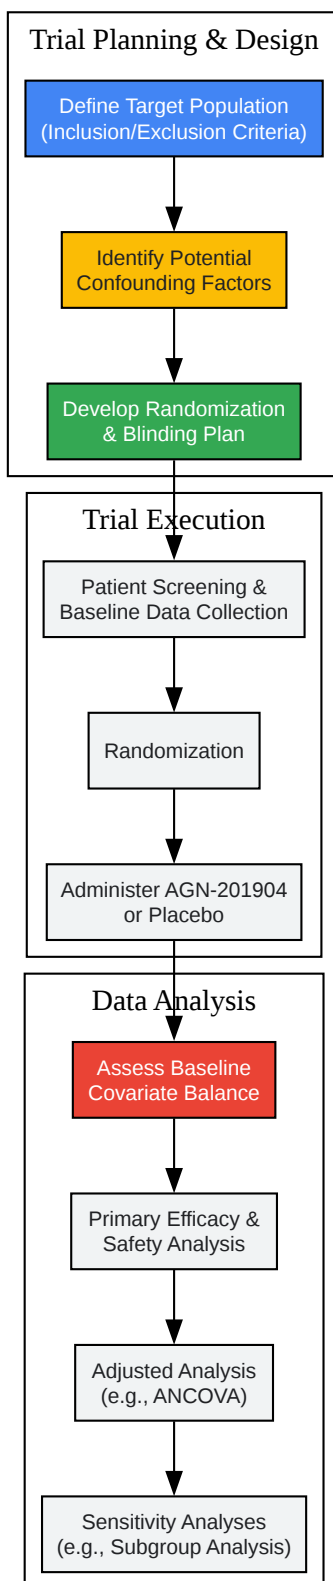 Trial Planning & Design
Define Target Population
(Inclusion/Exclusion Criteria)
Identify Potential
Confounding Factors
Develop Randomization
& Blinding Plan
Trial Execution
Patient Screening &
Baseline Data Collection
Randomization
Administer AGN-201904
or Placebo
Data Analysis
Assess Baseline
Covariate Balance
Primary Efficacy &
Safety Analysis
Adjusted Analysis
(e.g., ANCOVA)
Sensitivity Analyses
(e.g., Subgroup Analysis)